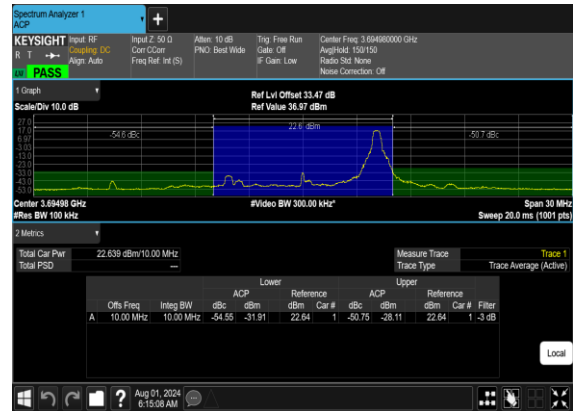 Spectrum Analyzer 1
ACP
+
KEYSIGHT Input: RF Input Z: 50 Ω Atten: 10 dB Trig: Free Run Center Freq: 3.694980000 GHz
R T Coupling: DC Corr CCorr PNO: Best Wide Gate: Off Avg|Hold: 150/150
Align: Auto Freq Ref: Int (S) IF Gain: Low Radio Std: None
PASS Noise Correction: Off
1 Graph Ref Lvl Offset 33.47 dB
Scale/Div 10.0 dB Ref Value 36.97 dBm
27.0
17.0
6.97
-3.03
-13.0
-23.0
-33.0
-43.0
-53.0
-54.6 dBc 22.6 dBm -50.7 dBc
Center 3.69498 GHz #Video BW 300.00 kHz* Span 30 MHz
#Res BW 100 kHz Sweep 20.0 ms (1001 pts)
2 Metrics
Total Car Pwr 22.639 dBm/10.00 MHz Measure Trace Trace 1
Total PSD --- Trace Type Trace Average (Active)
Lower Upper
ACP Reference ACP Reference
Offs Freq Integ BW dBc dBm dBm Car # dBc dBm dBm Car # Filter
A 10.00 MHz 10.00 MHz -54.55 -31.91 22.64 1 -50.75 -28.11 22.64 1 -3 dB
Local
? Aug 01, 2024
6:15:08 AM